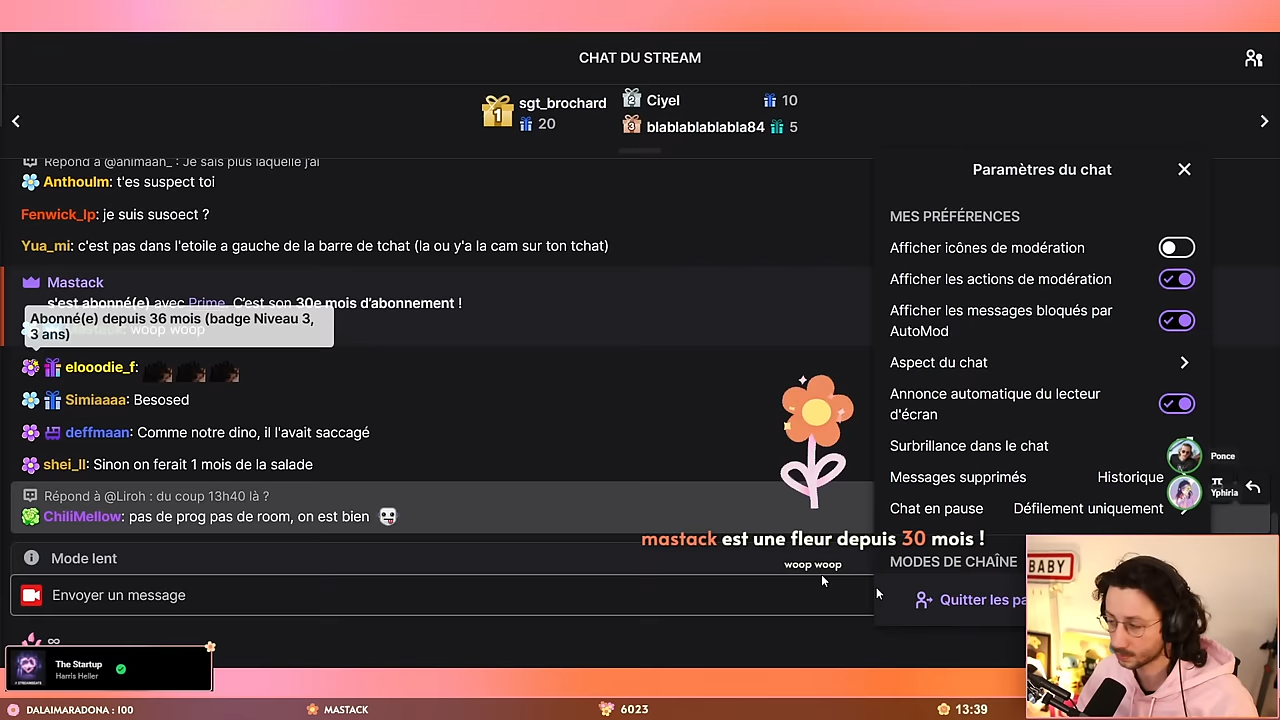 CHAT DU STREAM
1 sgt_brochard
20
2 Ciyel 10
3 blablablablabla84 5
Répond à @animaan_ : Je sais plus laquelle j'ai
Anthoulm: t'es suspect toi
Fenwick_lp: je suis susoect ?
Yua_mi: c'est pas dans l'etoile a gauche de la barre de tchat (la ou y'a la cam sur ton tchat)
Mastack
s'est abonné(e) avec Prime. C'est son 30e mois d'abonnement !
woop woop
Abonné(e) depuis 36 mois (badge Niveau 3,
3 ans)
elooodie_f:
Simiaaaa: Besosed
deffmaan: Comme notre dino, il l'avait saccagé
shei_ll: Sinon on ferait 1 mois de la salade
Répond à @Liroh : du coup 13h40 là ?
ChiliMellow: pas de prog pas de room, on est bien
Mode lent
Envoyer un message
∞
Paramètres du chat
MES PRÉFÉRENCES
Afficher icônes de modération
Afficher les actions de modération
Afficher les messages bloqués par
AutoMod
Aspect du chat
Annonce automatique du lecteur
d'écran
Surbrillance dans le chat
Messages supprimés Historique
Chat en pause Défilement uniquement
MODES DE CHAÎNE
Quitter les pa
Ponce
Yphiria
mastack est une fleur depuis 30 mois !
woop woop
BABY
The Startup
Harris Heller
DALAIMARADONA : 100
MASTACK
6023
13:39